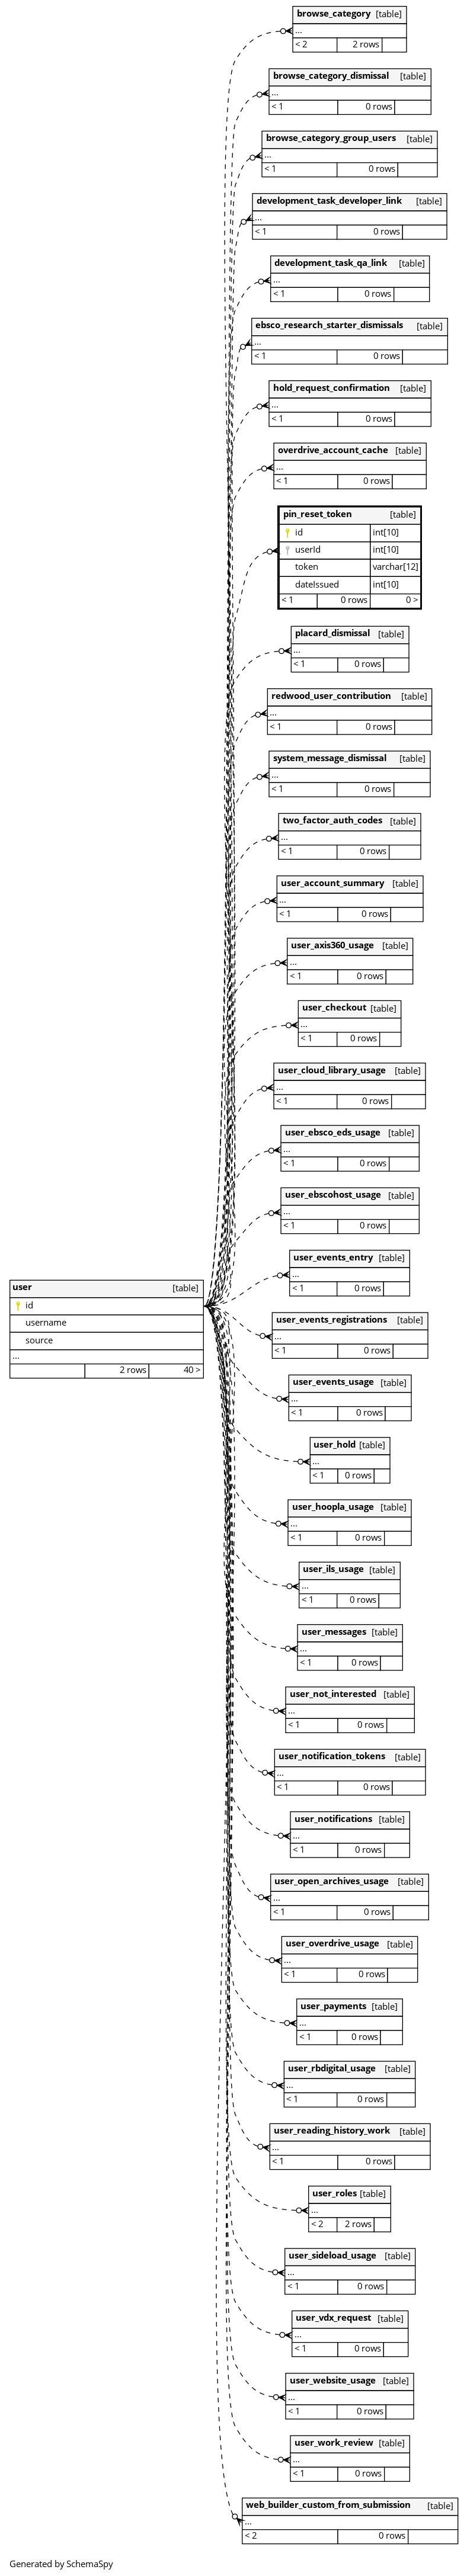 browse_category [table]
...
< 2 2 rows
browse_category_dismissal [table]
...
< 1 0 rows
browse_category_group_users [table]
...
< 1 0 rows
development_task_developer_link [table]
...
< 1 0 rows
development_task_qa_link [table]
...
< 1 0 rows
ebsco_research_starter_dismissals [table]
...
< 1 0 rows
hold_request_confirmation [table]
...
< 1 0 rows
overdrive_account_cache [table]
...
< 1 0 rows
pin_reset_token [table]
id int[10]
userId int[10]
token varchar[12]
dateIssued int[10]
< 1 0 rows 0 >
placard_dismissal [table]
...
< 1 0 rows
redwood_user_contribution [table]
...
< 1 0 rows
system_message_dismissal [table]
...
< 1 0 rows
two_factor_auth_codes [table]
...
< 1 0 rows
user_account_summary [table]
...
< 1 0 rows
user_axis360_usage [table]
...
< 1 0 rows
user_checkout [table]
...
< 1 0 rows
user_cloud_library_usage [table]
...
< 1 0 rows
user_ebsco_eds_usage [table]
...
< 1 0 rows
user_ebscohost_usage [table]
...
< 1 0 rows
user_events_entry [table]
...
< 1 0 rows
user [table]
id
username
source
...
2 rows 40 >
user_events_registrations [table]
...
< 1 0 rows
user_events_usage [table]
...
< 1 0 rows
user_hold [table]
...
< 1 0 rows
user_hoopla_usage [table]
...
< 1 0 rows
user_ils_usage [table]
...
< 1 0 rows
user_messages [table]
...
< 1 0 rows
user_not_interested [table]
...
< 1 0 rows
user_notification_tokens [table]
...
< 1 0 rows
user_notifications [table]
...
< 1 0 rows
user_open_archives_usage [table]
...
< 1 0 rows
user_overdrive_usage [table]
...
< 1 0 rows
user_payments [table]
...
< 1 0 rows
user_rbdigital_usage [table]
...
< 1 0 rows
user_reading_history_work [table]
...
< 1 0 rows
user_roles [table]
...
< 2 2 rows
user_sideload_usage [table]
...
< 1 0 rows
user_vdx_request [table]
...
< 1 0 rows
user_website_usage [table]
...
< 1 0 rows
user_work_review [table]
...
< 1 0 rows
web_builder_custom_from_submission [table]
...
< 2 0 rows
Generated by SchemaSpy